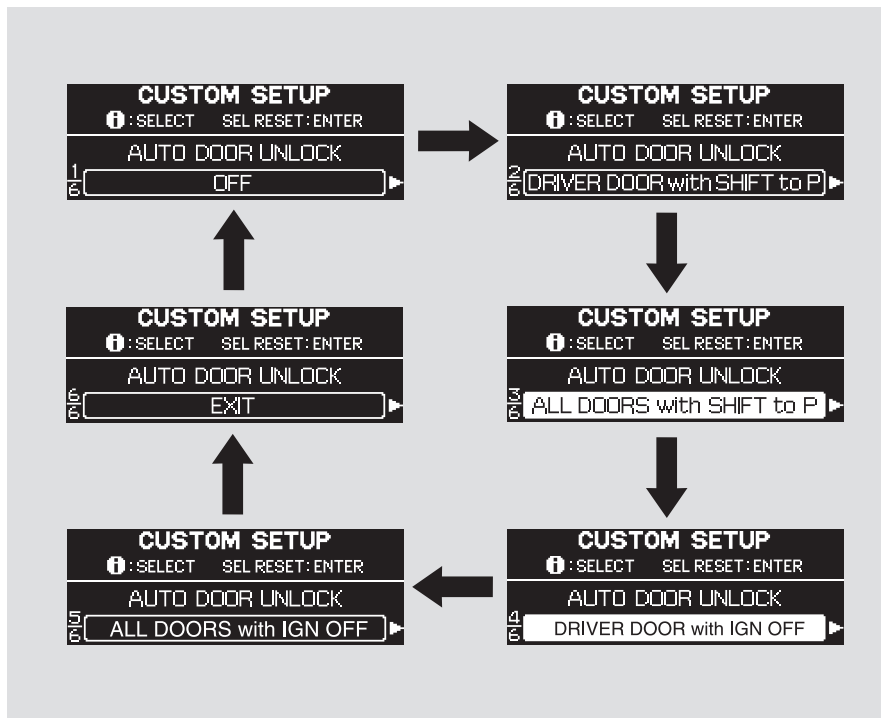 CUSTOM SETUP
i:SELECT SEL RESET:ENTER
AUTO DOOR UNLOCK
1/6 OFF
CUSTOM SETUP
i:SELECT SEL RESET:ENTER
AUTO DOOR UNLOCK
2/6 DRIVER DOOR with SHIFT to P
CUSTOM SETUP
i:SELECT SEL RESET:ENTER
AUTO DOOR UNLOCK
3/6 ALL DOORS with SHIFT to P
CUSTOM SETUP
i:SELECT SEL RESET:ENTER
AUTO DOOR UNLOCK
4/6 DRIVER DOOR with IGN OFF
CUSTOM SETUP
i:SELECT SEL RESET:ENTER
AUTO DOOR UNLOCK
5/6 ALL DOORS with IGN OFF
CUSTOM SETUP
i:SELECT SEL RESET:ENTER
AUTO DOOR UNLOCK
6/6 EXIT